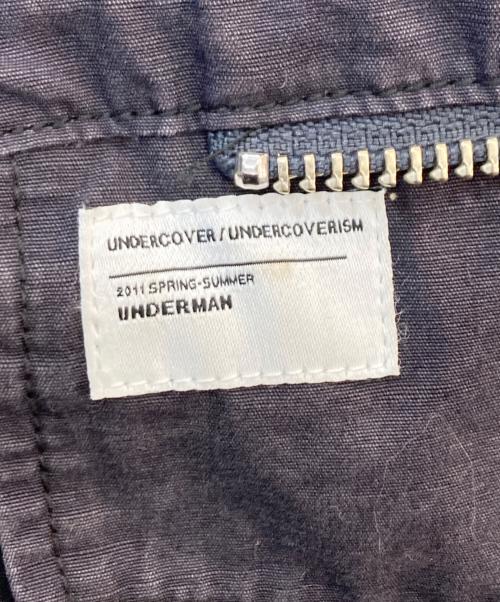 UNDERCOVER / UNDERCOVERISM
2011 SPRING-SUMMER
UNDERMAN